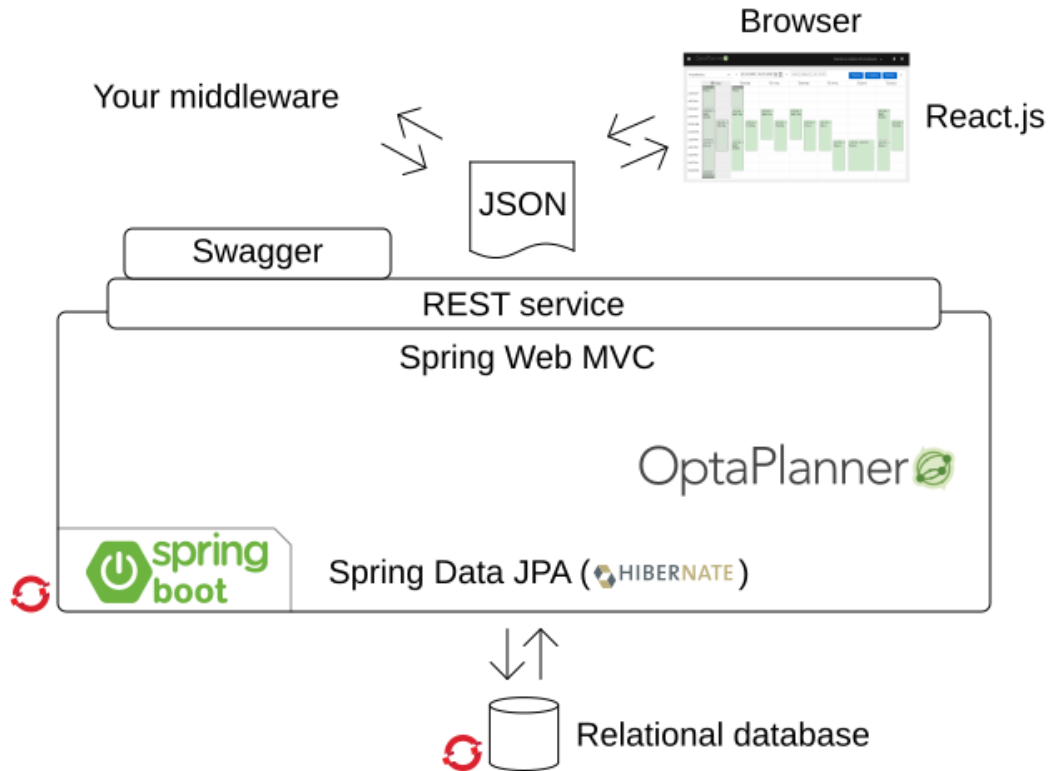 Browser
OptaPlanner
Your middleware
React.js
JSON
Swagger
REST service
Spring Web MVC
OptaPlanner
spring
boot
Spring Data JPA ( HIBERNATE )
Relational database